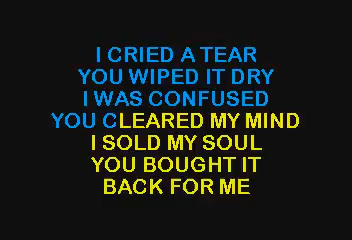 I CRIED A TEAR
YOU WIPED IT DRY
I WAS CONFUSED
YOU CLEARED MY MIND
I SOLD MY SOUL
YOU BOUGHT IT
BACK FOR ME